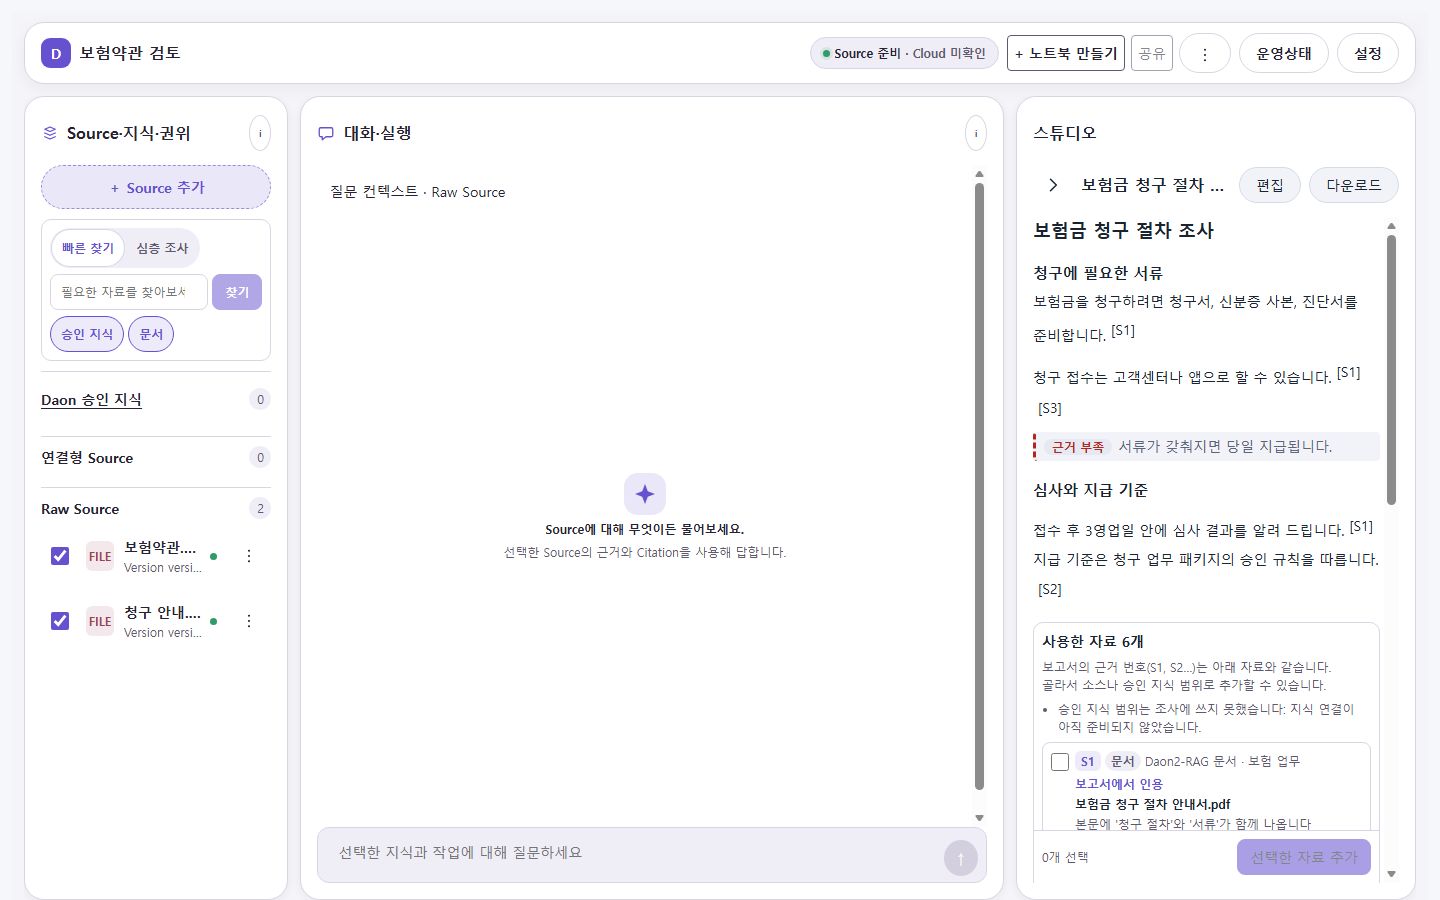 D 보험약관 검토
Source 준비 · Cloud 미확인
+ 노트북 만들기
공유
⋮
운영상태
설정
Source·지식·권위
i
+ Source 추가
빠른 찾기
심층 조사
필요한 자료를 찾아보
찾기
승인 지식
문서
Daon 승인 지식
0
연결형 Source
0
Raw Source
2
FILE
보험약관....
Version versi...
⋮
FILE
청구 안내....
Version versi...
⋮
대화·실행
i
질문 컨텍스트 · Raw Source
Source에 대해 무엇이든 물어보세요.
선택한 Source의 근거와 Citation을 사용해 답합니다.
선택한 지식과 작업에 대해 질문하세요
↑
스튜디오
보험금 청구 절차 ...
편집
다운로드
보험금 청구 절차 조사
청구에 필요한 서류
보험금을 청구하려면 청구서, 신분증 사본, 진단서를
준비합니다. [S1]
청구 접수는 고객센터나 앱으로 할 수 있습니다. [S1]
[S3]
근거 부족 서류가 갖춰지면 당일 지급됩니다.
심사와 지급 기준
접수 후 3영업일 안에 심사 결과를 알려 드립니다. [S1]
지급 기준은 청구 업무 패키지의 승인 규칙을 따릅니다.
[S2]
사용한 자료 6개
보고서의 근거 번호(S1, S2...)는 아래 자료와 같습니다.
골라서 소스나 승인 지식 범위로 추가할 수 있습니다.
• 승인 지식 범위는 조사에 쓰지 못했습니다: 지식 연결이
아직 준비되지 않았습니다.
S1 문서 Daon2-RAG 문서 · 보험 업무
보고서에서 인용
보험금 청구 절차 안내서.pdf
본문에 '청구 절차'와 '서류'가 함께 나옵니다
0개 선택
선택한 자료 추가